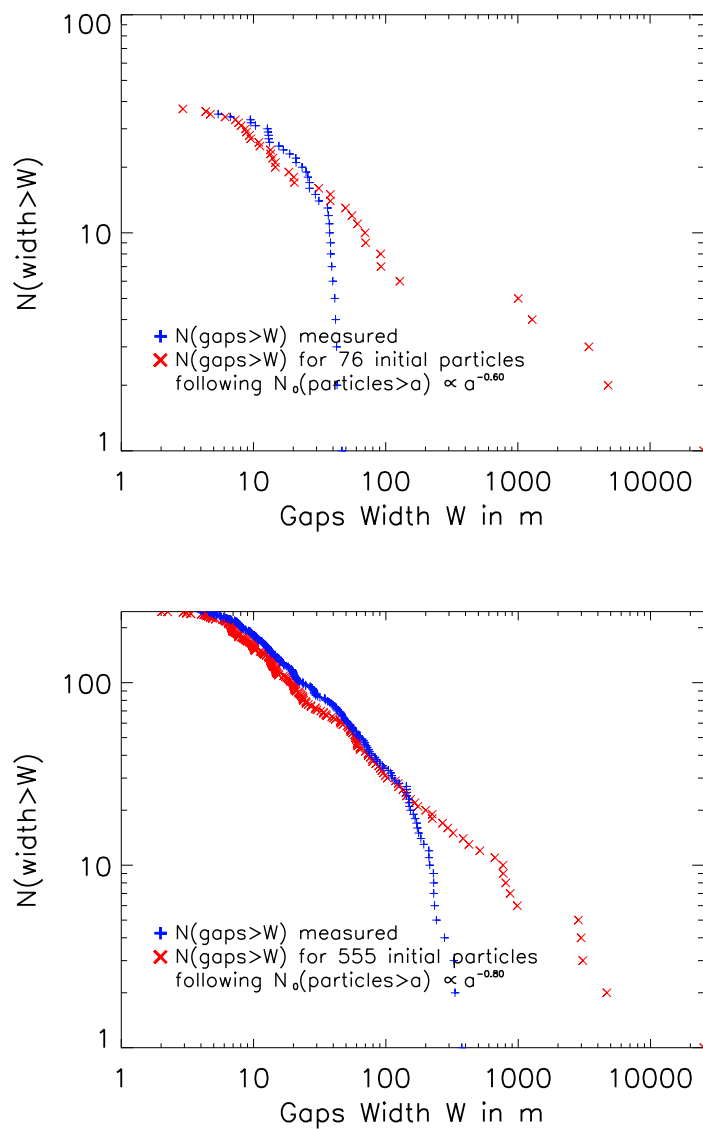 100
10
1
N(width>W)
+ N(gaps>W) measured
× N(gaps>W) for 76 initial particles
following N₀(particles>a) ∝ a⁻⁰·⁶⁰
1 10 100 1000 10000
Gaps Width W in m
100
10
1
N(width>W)
+ N(gaps>W) measured
× N(gaps>W) for 555 initial particles
following N₀(particles>a) ∝ a⁻⁰·⁸⁰
1 10 100 1000 10000
Gaps Width W in m